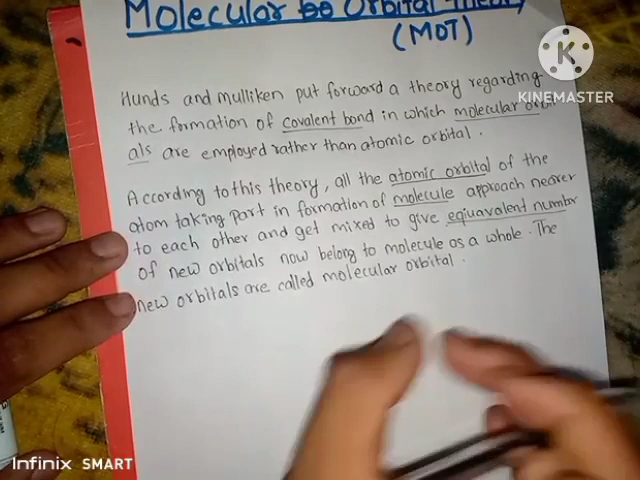 Molecular Orbital Theory
(MOT)
K
KINEMASTER
Hunds and mulliken put forward a theory regarding
the formation of covalent bond in which molecular orbit
als are employed rather than atomic orbital.
According to this theory, all the atomic orbital of the
atom taking part in formation of molecule approach nearer
to each other and get mixed to give equavalent number
of new orbitals now belong to molecule as a whole. The
new orbitals are called molecular orbital.
Infinix SMART